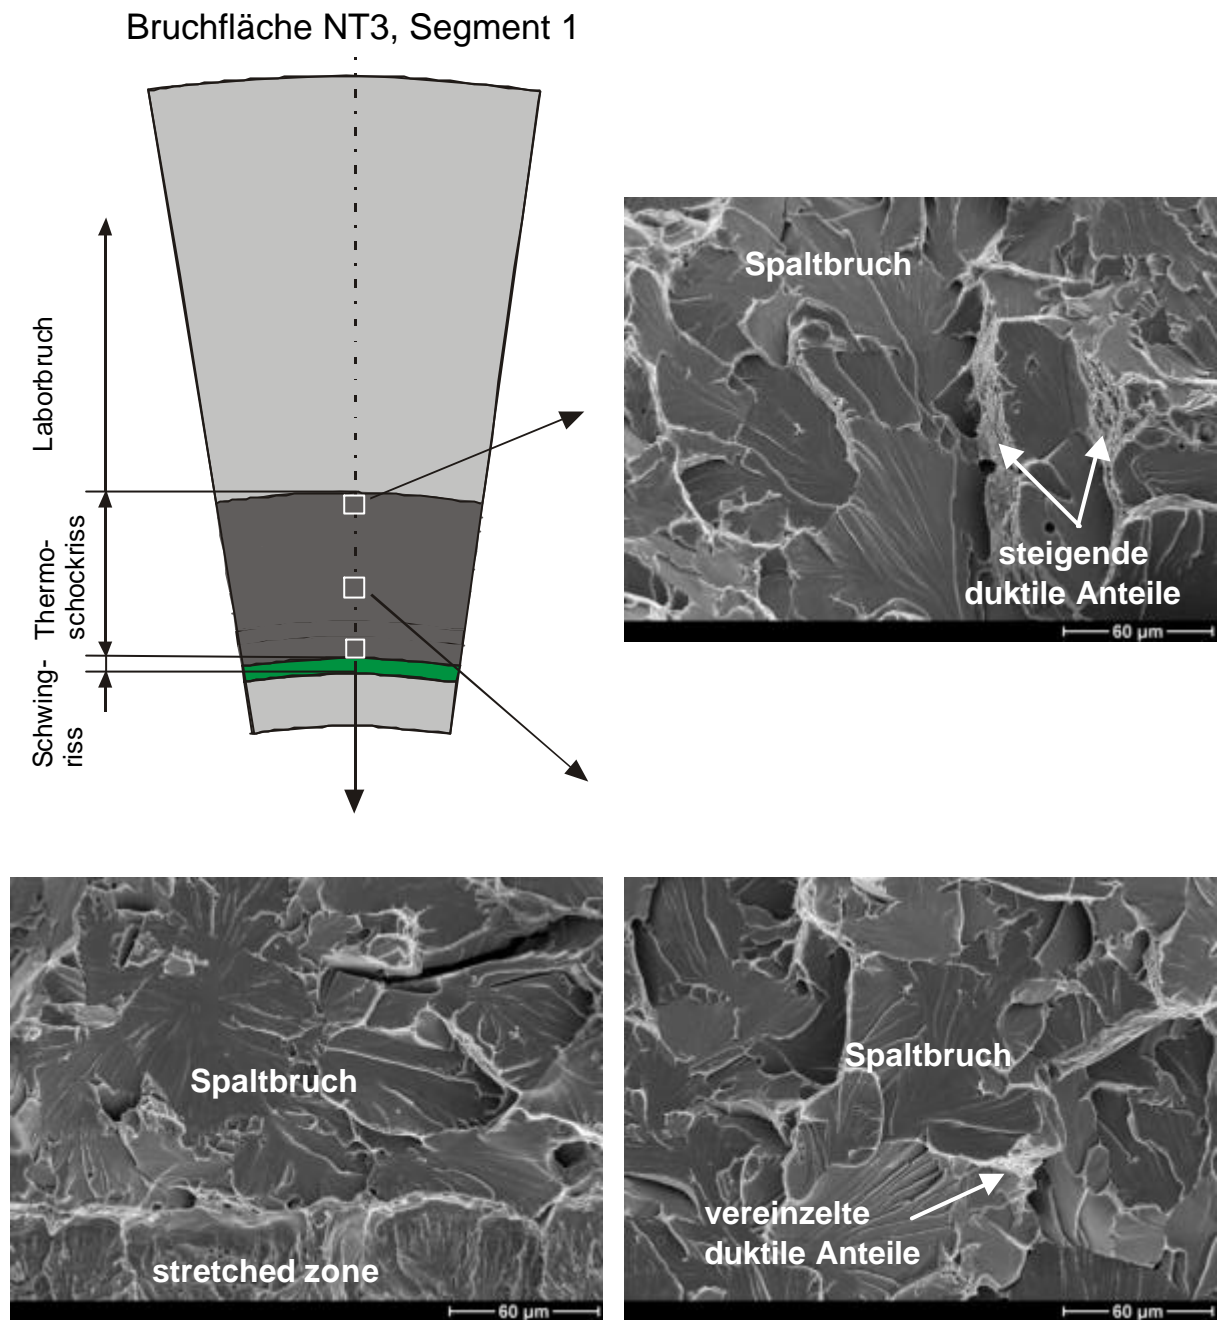 Bruchfläche NT3, Segment 1
Laborbruch
Thermo-
schockriss
Schwing-
riss
Spaltbruch
steigende
duktile Anteile
60 µm
Spaltbruch
stretched zone
60 µm
Spaltbruch
vereinzelte
duktile Anteile
60 µm